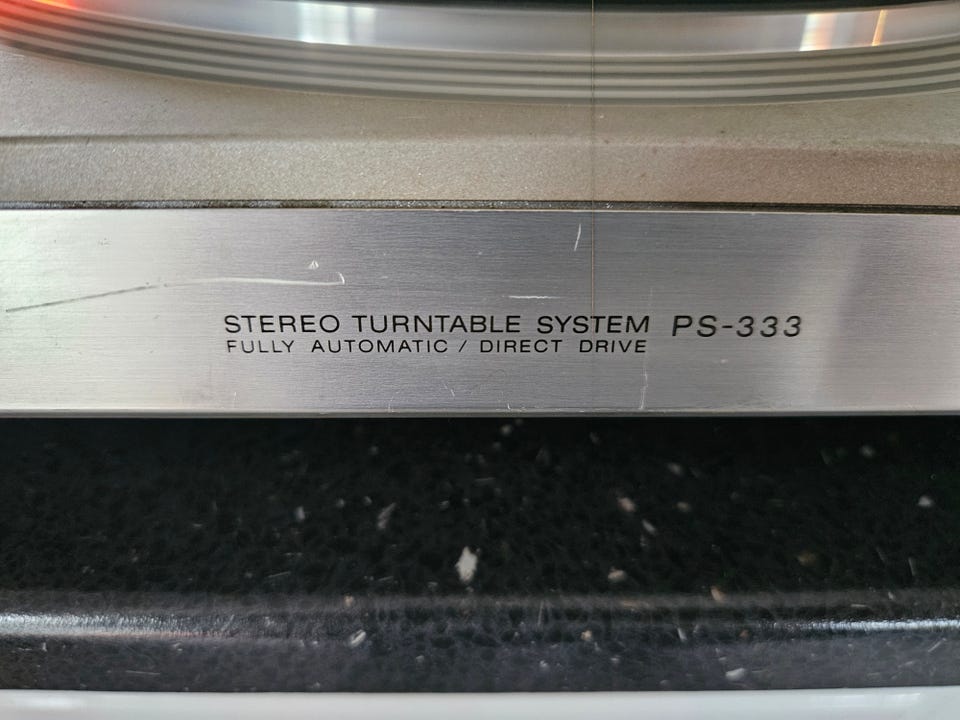 STEREO TURNTABLE SYSTEM PS-333
FULLY AUTOMATIC / DIRECT DRIVE